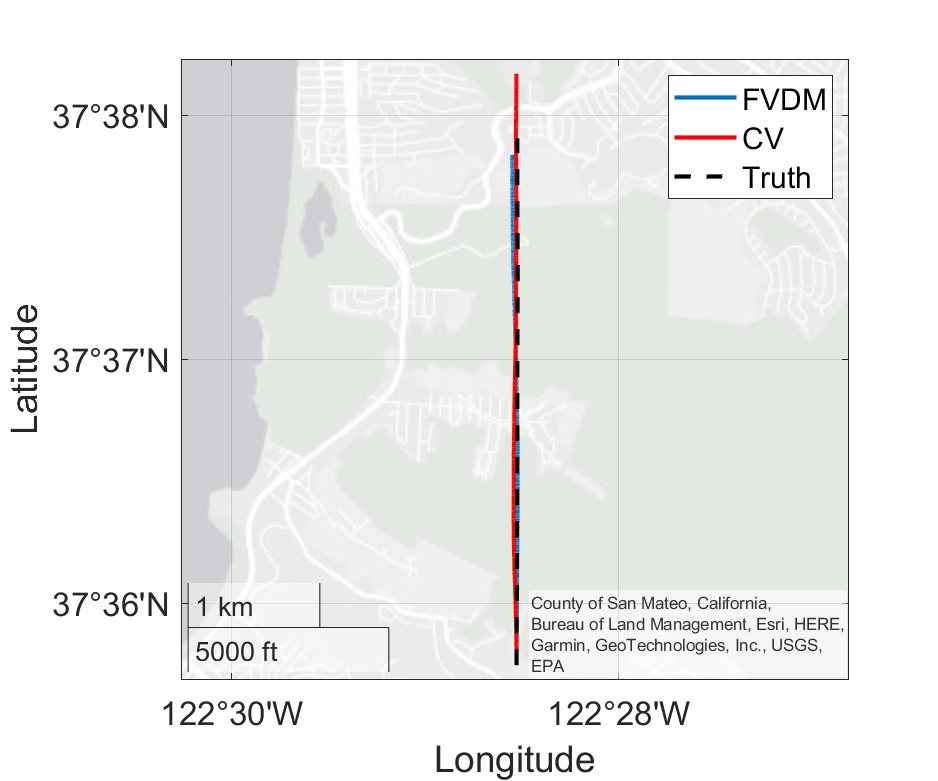 FVDM
CV
Truth
37°38'N
37°37'N
37°36'N
Latitude
1 km
5000 ft
County of San Mateo, California,
Bureau of Land Management, Esri, HERE,
Garmin, GeoTechnologies, Inc., USGS,
EPA
122°30'W
122°28'W
Longitude